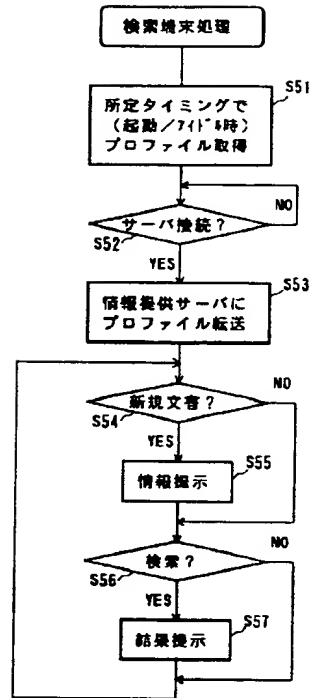 検索端末処理
S51
所定タイミングで
(起動/アイドル時)
プロファイル取得
NO
サーバ接続?
S52
YES
S53
情報提供サーバに
プロファイル転送
NO
新規文書?
S54
YES
S55
情報提示
NO
検索?
S56
YES
S57
結果提示